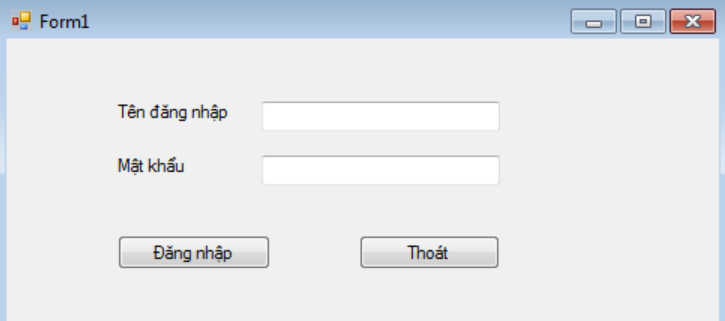 Form1
Tên đăng nhập
Mật khẩu
Đăng nhập
Thoát